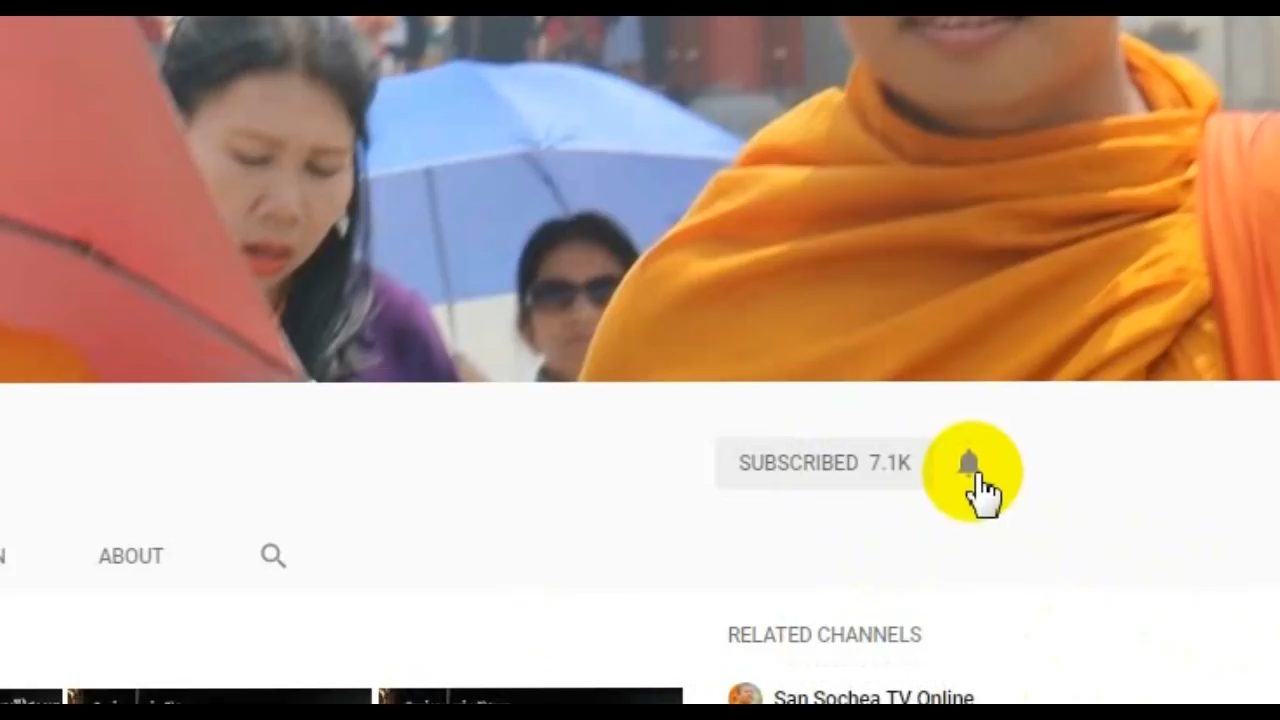 SUBSCRIBED 7.1K
ABOUT
RELATED CHANNELS
San Sochea TV Online